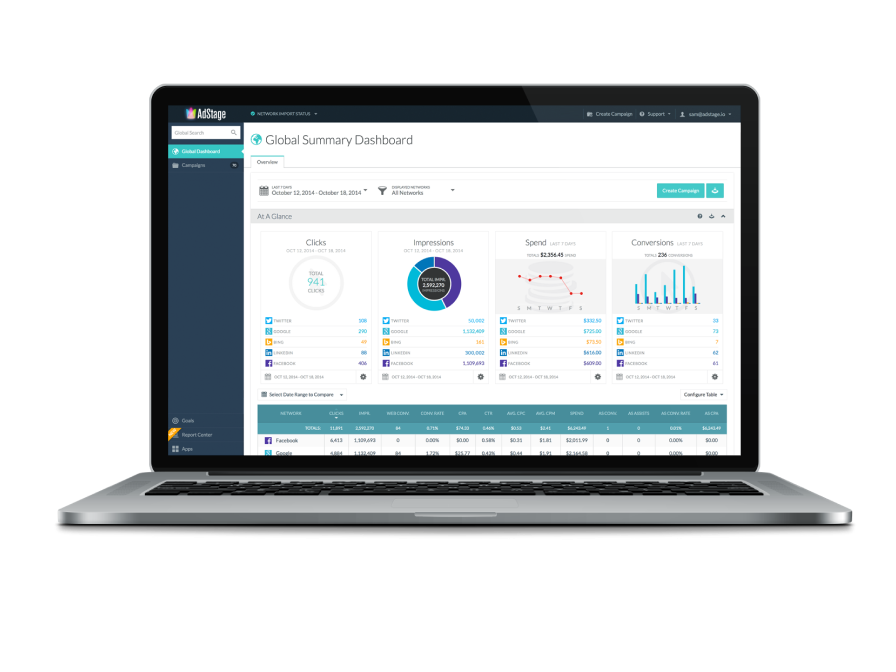 AdStage
NETWORK IMPORT STATUS
Create Campaign
Support
sam@adstage.io
Global Search
Global Dashboard
Campaigns
Global Summary Dashboard
Overview
LAST 7 DAYS
October 12, 2014 - October 18, 2014
DISPLAYED NETWORKS
All Networks
Create Campaign
At A Glance
Clicks
OCT 12, 2014 - OCT 18, 2014
TOTAL
941
CLICKS
TWITTER 108
GOOGLE 290
BING 49
LINKEDIN 88
FACEBOOK 406
OCT 12, 2014 - OCT 18, 2014
Impressions
OCT 12, 2014 - OCT 18, 2014
TOTAL IMPR.
2,592,270
IMPRESSIONS
TWITTER 50,002
GOOGLE 1,132,409
BING 161
LINKEDIN 300,002
FACEBOOK 1,109,693
OCT 12, 2014 - OCT 18, 2014
Spend LAST 7 DAYS
TOTALS $2,356.45 SPEND
S M T W T F S
TWITTER $332.50
GOOGLE $725.00
BING $73.50
LINKEDIN $616.00
FACEBOOK $609.00
OCT 12, 2014 - OCT 18, 2014
Conversions LAST 7 DAYS
TOTALS 236 CONVERSIONS
S M T W T F S
TWITTER 33
GOOGLE 73
BING 7
LINKEDIN 62
FACEBOOK 61
OCT 12, 2014 - OCT 18, 2014
Select Date Range to Compare
Configure Table
NETWORK CLICKS IMPR. WEB CONV CONV RATE CPA CTR AVG. CPC AVG. CPM SPEND AS CONV. AS ASSISTS AS CONV RATE AS CPA
TOTALS: 11,891 2,592,270 84 0.71% $74.33 0.46% $0.53 $2.41 $6,243.49 1 0 0.01% $6,243.49
Facebook 6,413 1,109,693 0 0.00% $0.00 0.58% $0.31 $1.81 $2,011.99 0 0 0.00% $0.00
Google 4,884 1,132,409 84 1.72% $25.77 0.43% $0.44 $1.91 $2,164.58 0 0 0.00% $0.00
Goals
Report Center
Apps